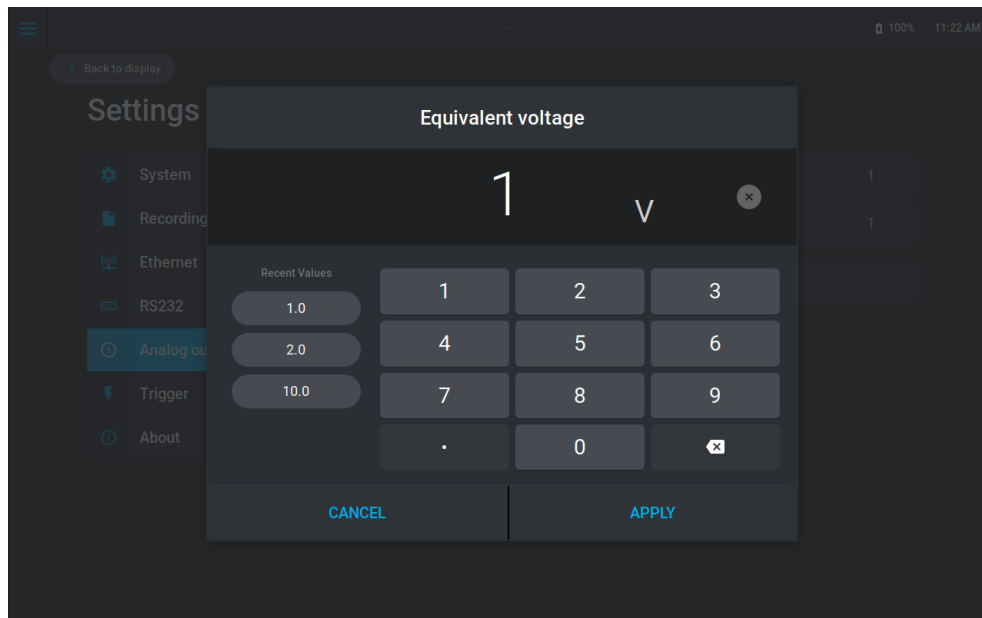 100% 11:22 AM
Back to display
Settings
Equivalent voltage
System
1
1 V
Recording
1
Ethernet
Recent Values
1 2 3
1.0
RS232
4 5 6
2.0
Analog ou
7 8 9
10.0
Trigger
. 0
About
CANCEL APPLY